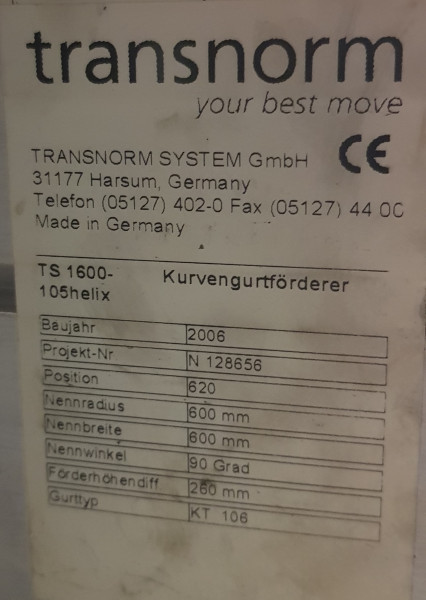 transnorm
your best move
TRANSNORM SYSTEM GmbH CE
31177 Harsum, Germany
Telefon (05127) 402-0 Fax (05127) 44 00
Made in Germany
TS 1600- Kurvengurtförderer
105helix
Baujahr 2006
Projekt-Nr N 128656
Position 620
Nennradius 600 mm
Nennbreite 600 mm
Nennwinkel 90 Grad
Förderhöhendiff 260 mm
Gurttyp KT 106